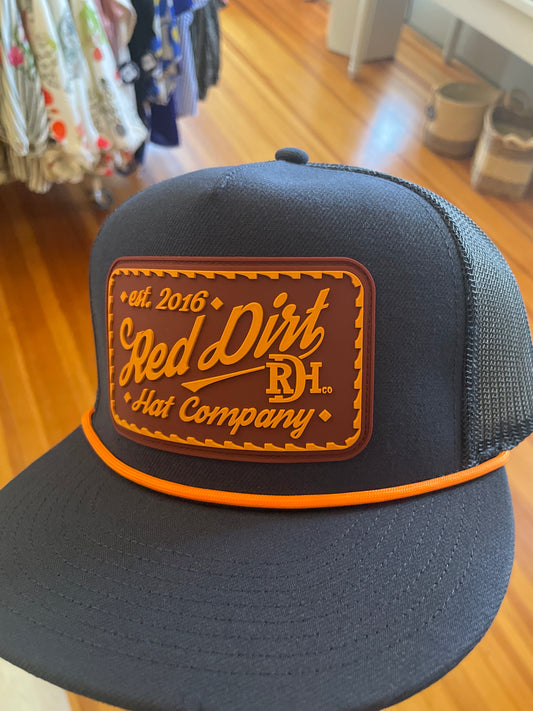 est. 2016
Red Dirt
RDH CO
Hat Company